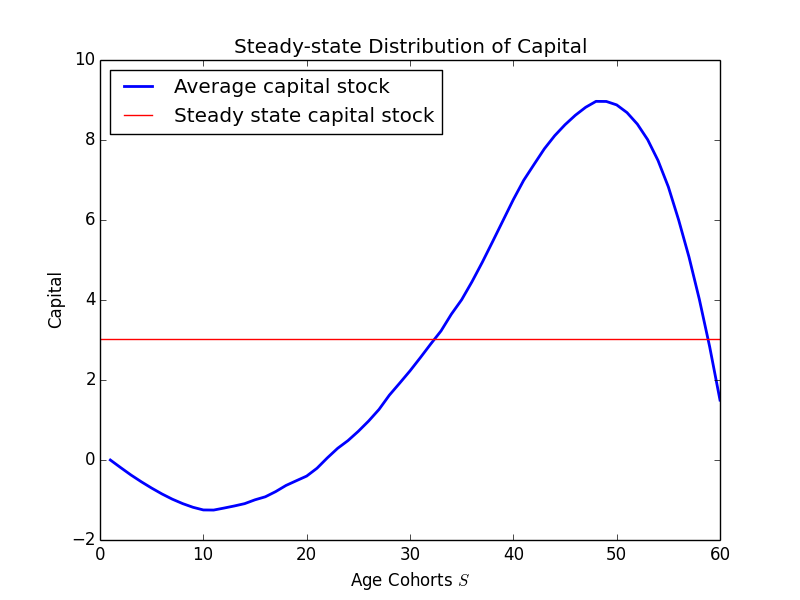 Steady-state Distribution of Capital
10
8
6
4
2
0
−2
Capital
Average capital stock
Steady state capital stock
0 10 20 30 40 50 60
Age Cohorts S